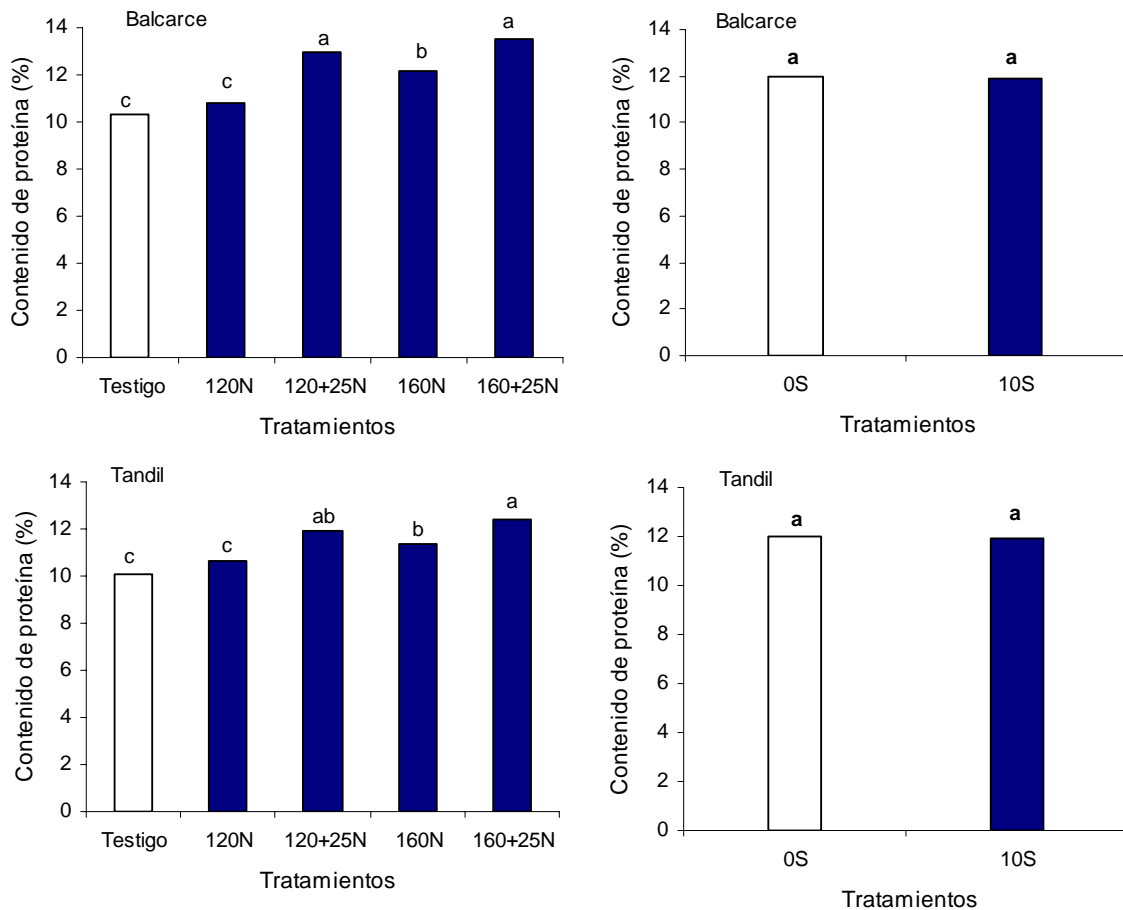 Balcarce
Contenido de proteína (%)
14
12
10
8
6
4
2
0
c
c
a
b
a
Testigo 120N 120+25N 160N 160+25N
Tratamientos
Balcarce
Contenido de proteína (%)
14
12
10
8
6
4
2
0
a
a
0S 10S
Tratamientos
Tandil
Contenido de proteína (%)
14
12
10
8
6
4
2
0
c
c
ab
b
a
Testigo 120N 120+25N 160N 160+25N
Tratamientos
Tandil
Contenido de proteína (%)
14
12
10
8
6
4
2
0
a
a
0S 10S
Tratamientos